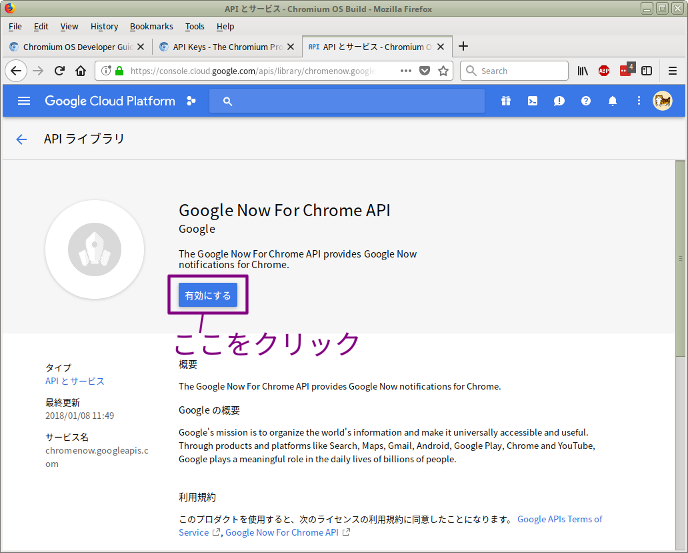 API とサービス - Chromium OS Build - Mozilla Firefox
File Edit View History Bookmarks Tools Help
Chromium OS Developer Guid
API Keys - The Chromium Pro
API API とサービス - Chromium O
https://console.cloud.google.com/apis/library/chromenow.google
Search
ABP
4
Google Cloud Platform
API ライブラリ
Google Now For Chrome API
Google
The Google Now For Chrome API provides Google Now
notifications for Chrome.
有効にする
ここをクリック
タイプ
API とサービス
最終更新
2018/01/08 11:49
サービス名
chromenow.googleapis.c
om
概要
The Google Now For Chrome API provides Google Now notifications for Chrome.
Google の概要
Google's mission is to organize the world's information and make it universally accessible and useful.
Through products and platforms like Search, Maps, Gmail, Android, Google Play, Chrome and YouTube,
Google plays a meaningful role in the daily lives of billions of people.
利用規約
このプロダクトを使用すると、次のライセンスの利用規約に同意したことになります。 Google APIs Terms of
Service , Google Now For Chrome API